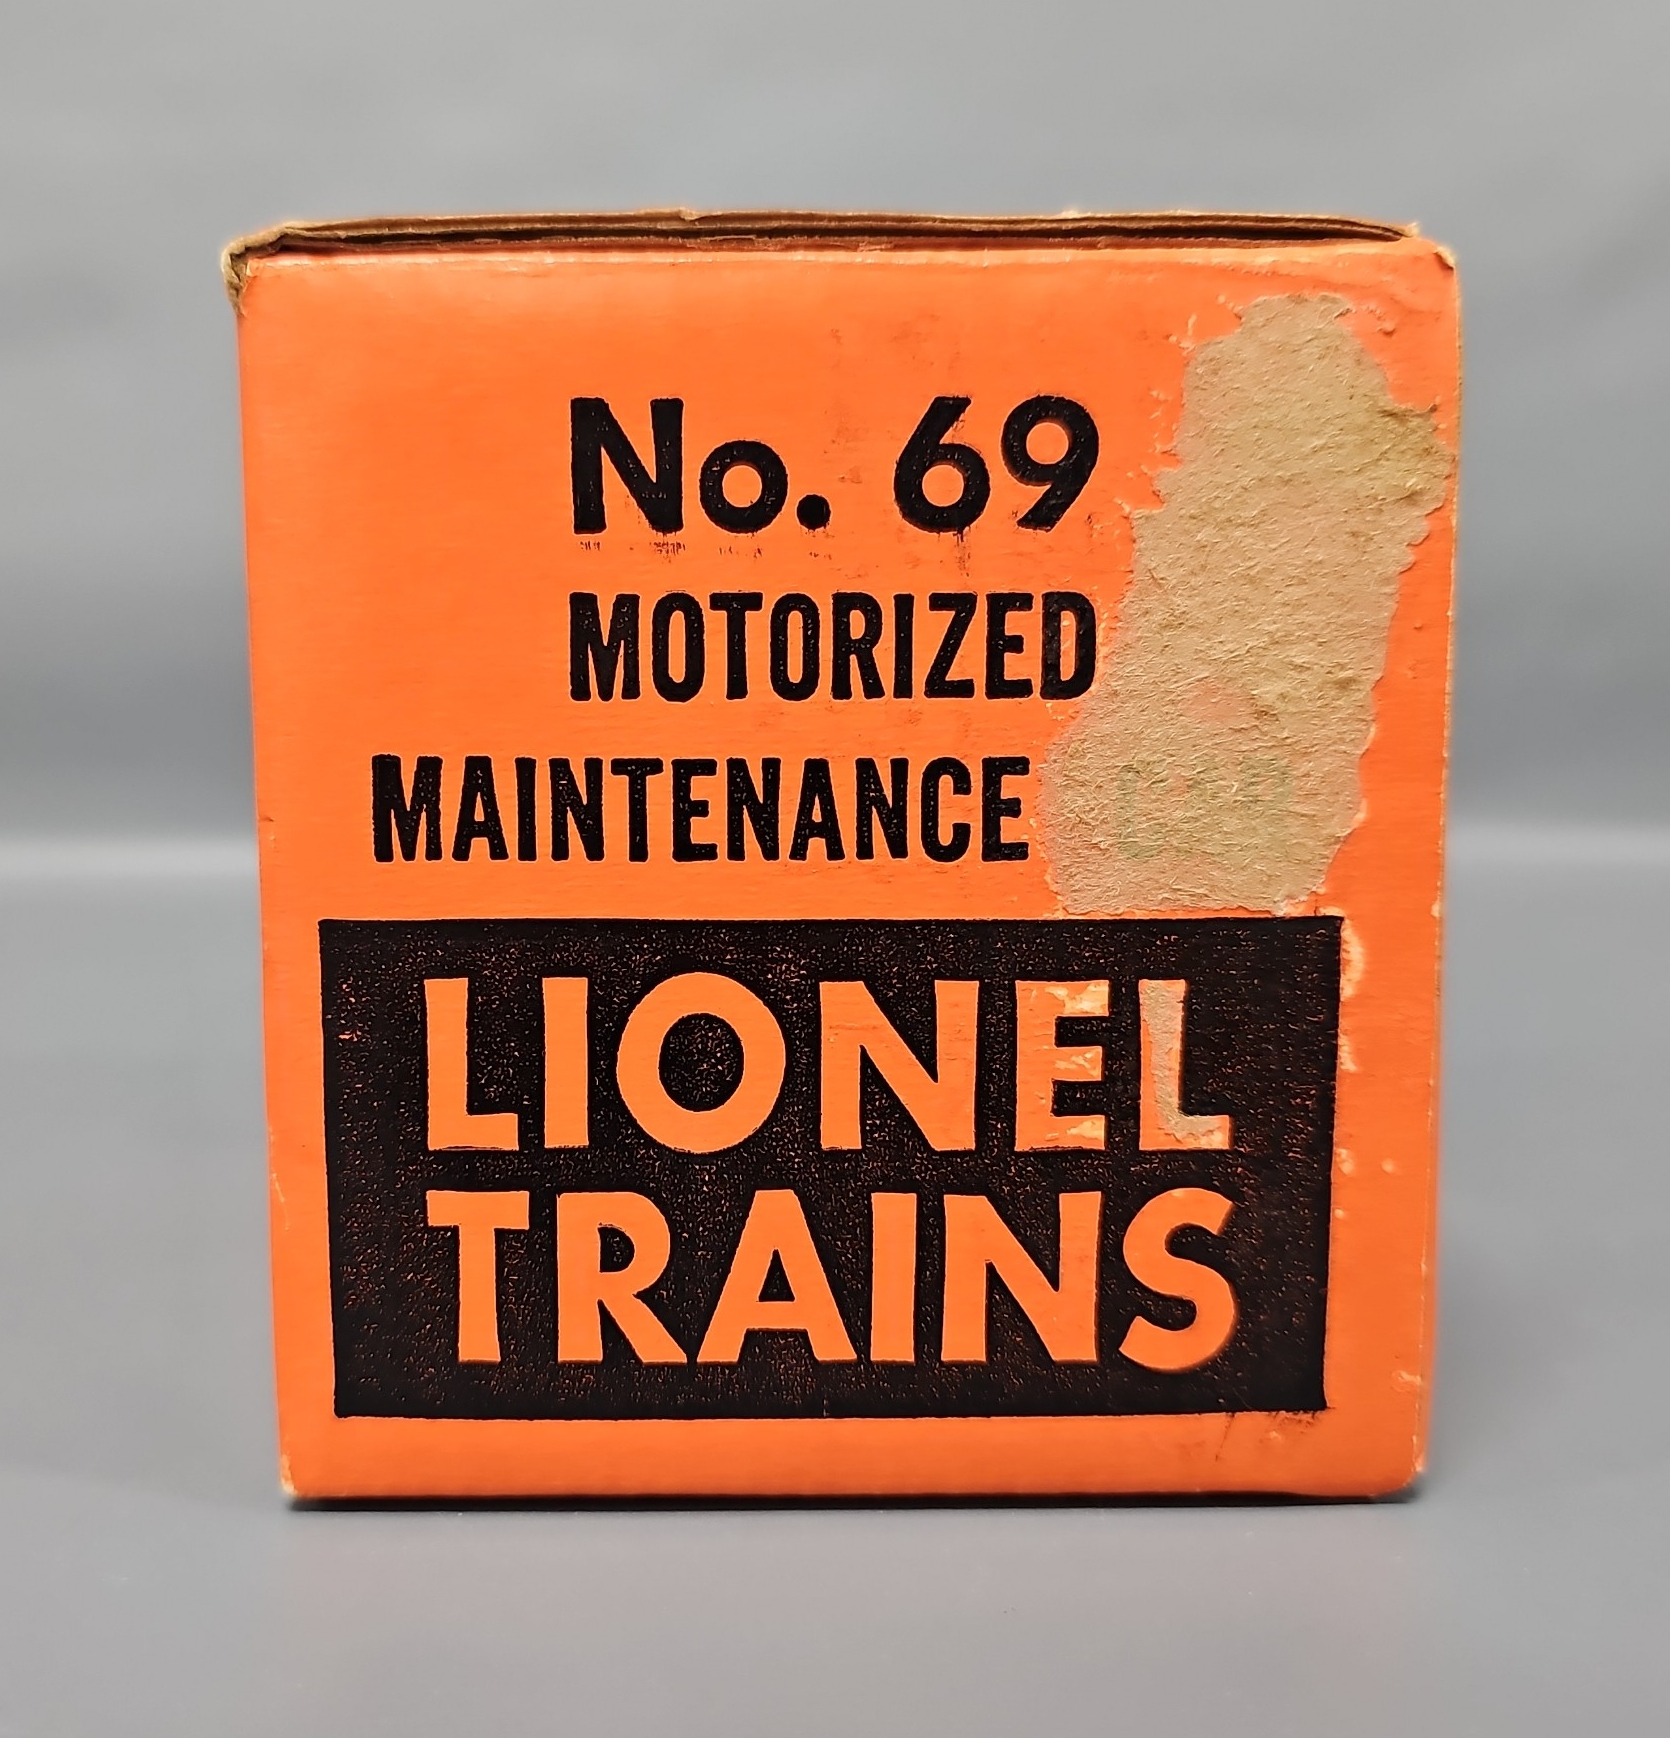 No. 69
MOTORIZED
MAINTENANCE
LIONEL
TRAINS